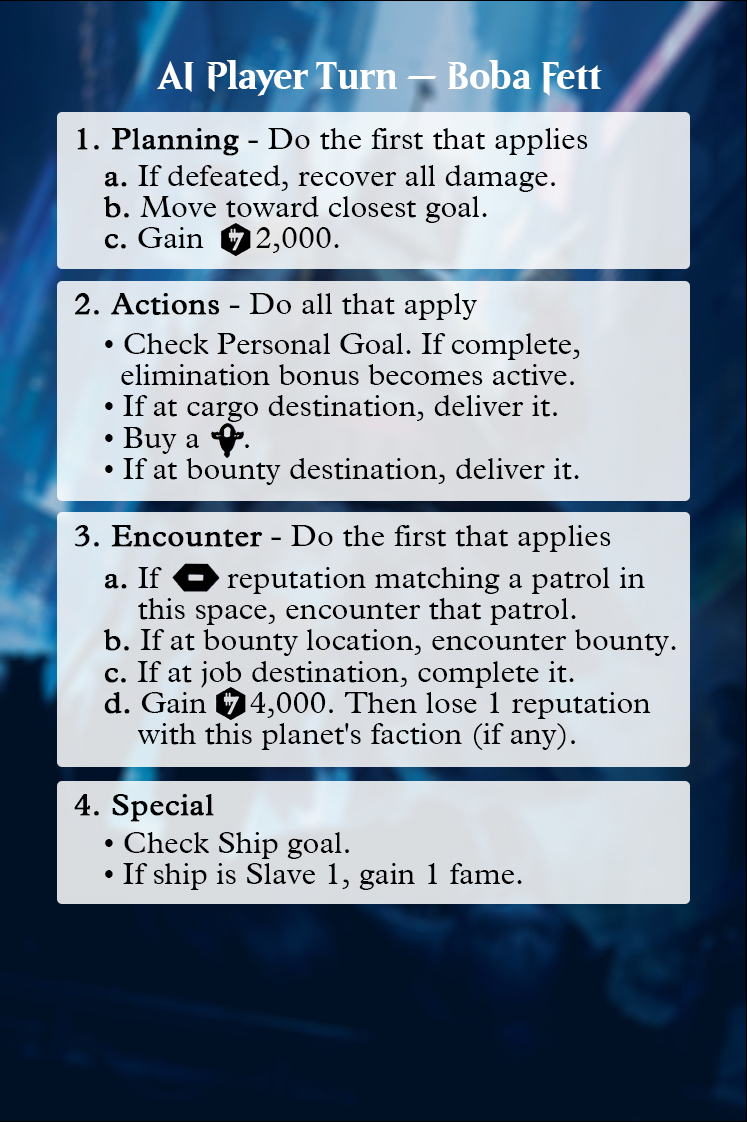 AI Player Turn — Boba Fett
1. Planning - Do the first that applies
a. If defeated, recover all damage.
b. Move toward closest goal.
c. Gain 2,000.
2. Actions - Do all that apply
• Check Personal Goal. If complete,
elimination bonus becomes active.
• If at cargo destination, deliver it.
• Buy a .
• If at bounty destination, deliver it.
3. Encounter - Do the first that applies
a. If reputation matching a patrol in
this space, encounter that patrol.
b. If at bounty location, encounter bounty.
c. If at job destination, complete it.
d. Gain 4,000. Then lose 1 reputation
with this planet's faction (if any).
4. Special
• Check Ship goal.
• If ship is Slave 1, gain 1 fame.